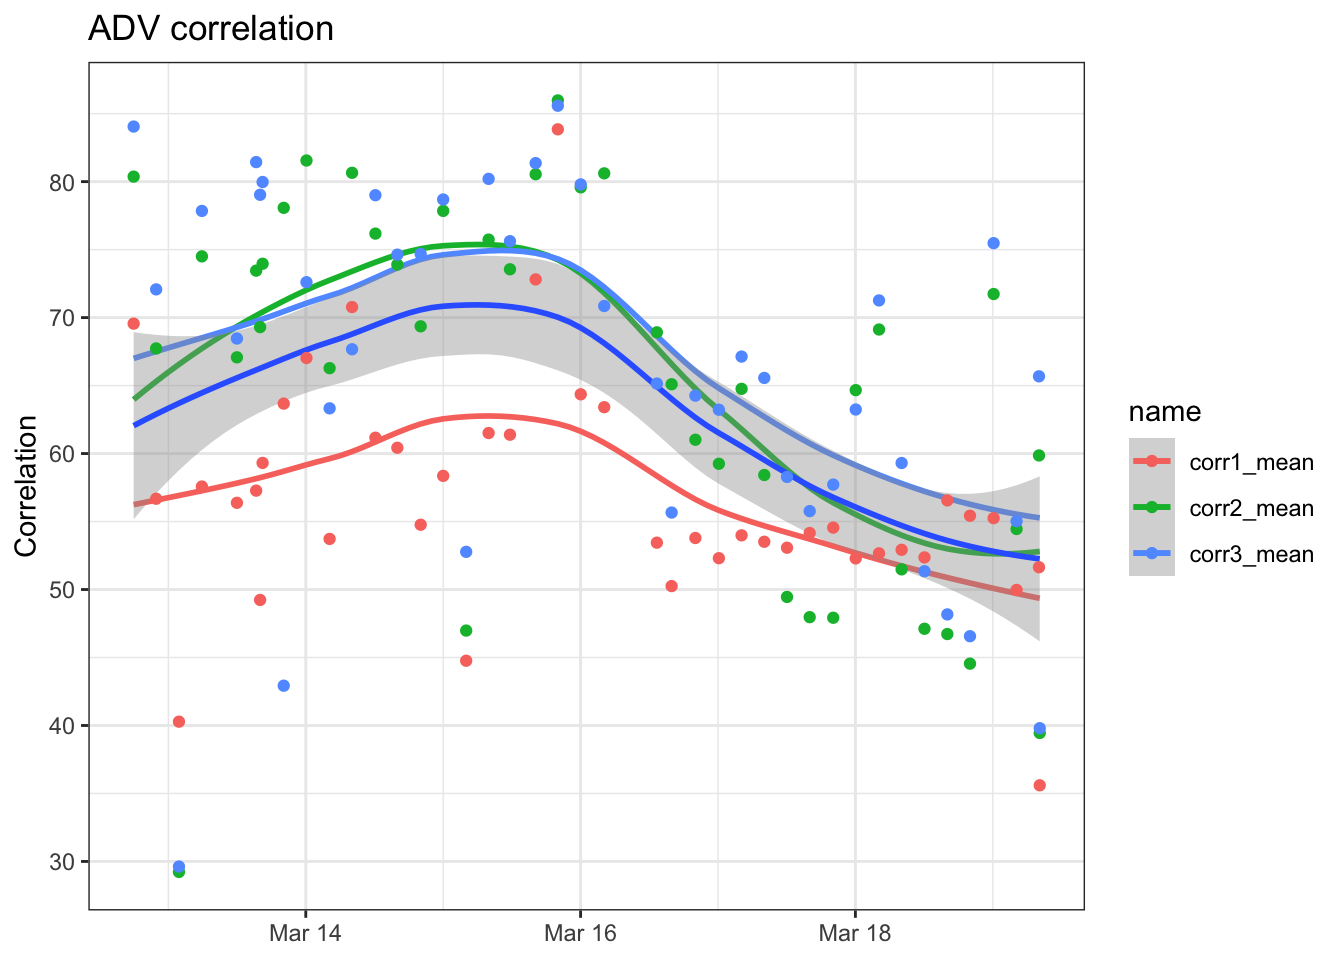 ADV correlation
Correlation
80
70
60
50
40
30
Mar 14
Mar 16
Mar 18
name
corr1_mean
corr2_mean
corr3_mean